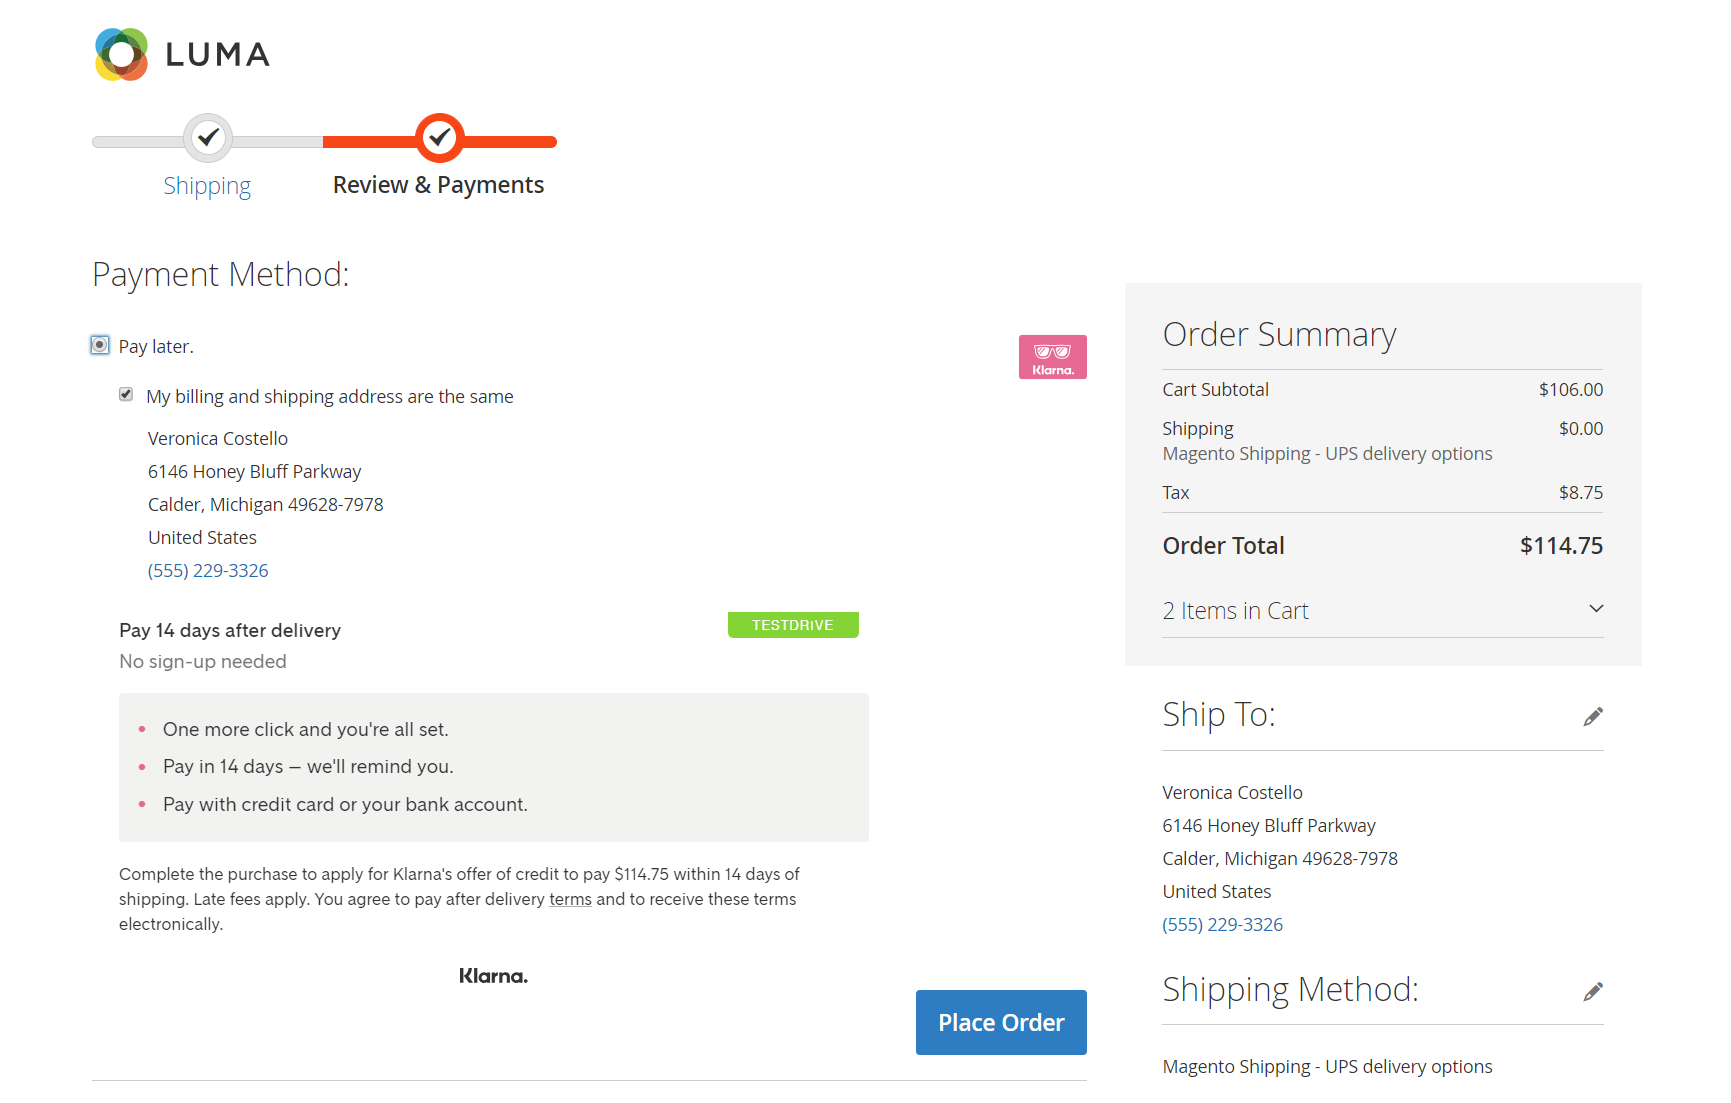 LUMA
Shipping
Review & Payments
Payment Method:
Pay later.
Klarna.
My billing and shipping address are the same
Veronica Costello
6146 Honey Bluff Parkway
Calder, Michigan 49628-7978
United States
(555) 229-3326
Pay 14 days after delivery
TESTDRIVE
No sign-up needed
One more click and you're all set.
Pay in 14 days – we'll remind you.
Pay with credit card or your bank account.
Complete the purchase to apply for Klarna's offer of credit to pay $114.75 within 14 days of
shipping. Late fees apply. You agree to pay after delivery terms and to receive these terms
electronically.
Klarna.
Place Order
Order Summary
Cart Subtotal $106.00
Shipping $0.00
Magento Shipping - UPS delivery options
Tax $8.75
Order Total $114.75
2 Items in Cart
Ship To:
Veronica Costello
6146 Honey Bluff Parkway
Calder, Michigan 49628-7978
United States
(555) 229-3326
Shipping Method:
Magento Shipping - UPS delivery options